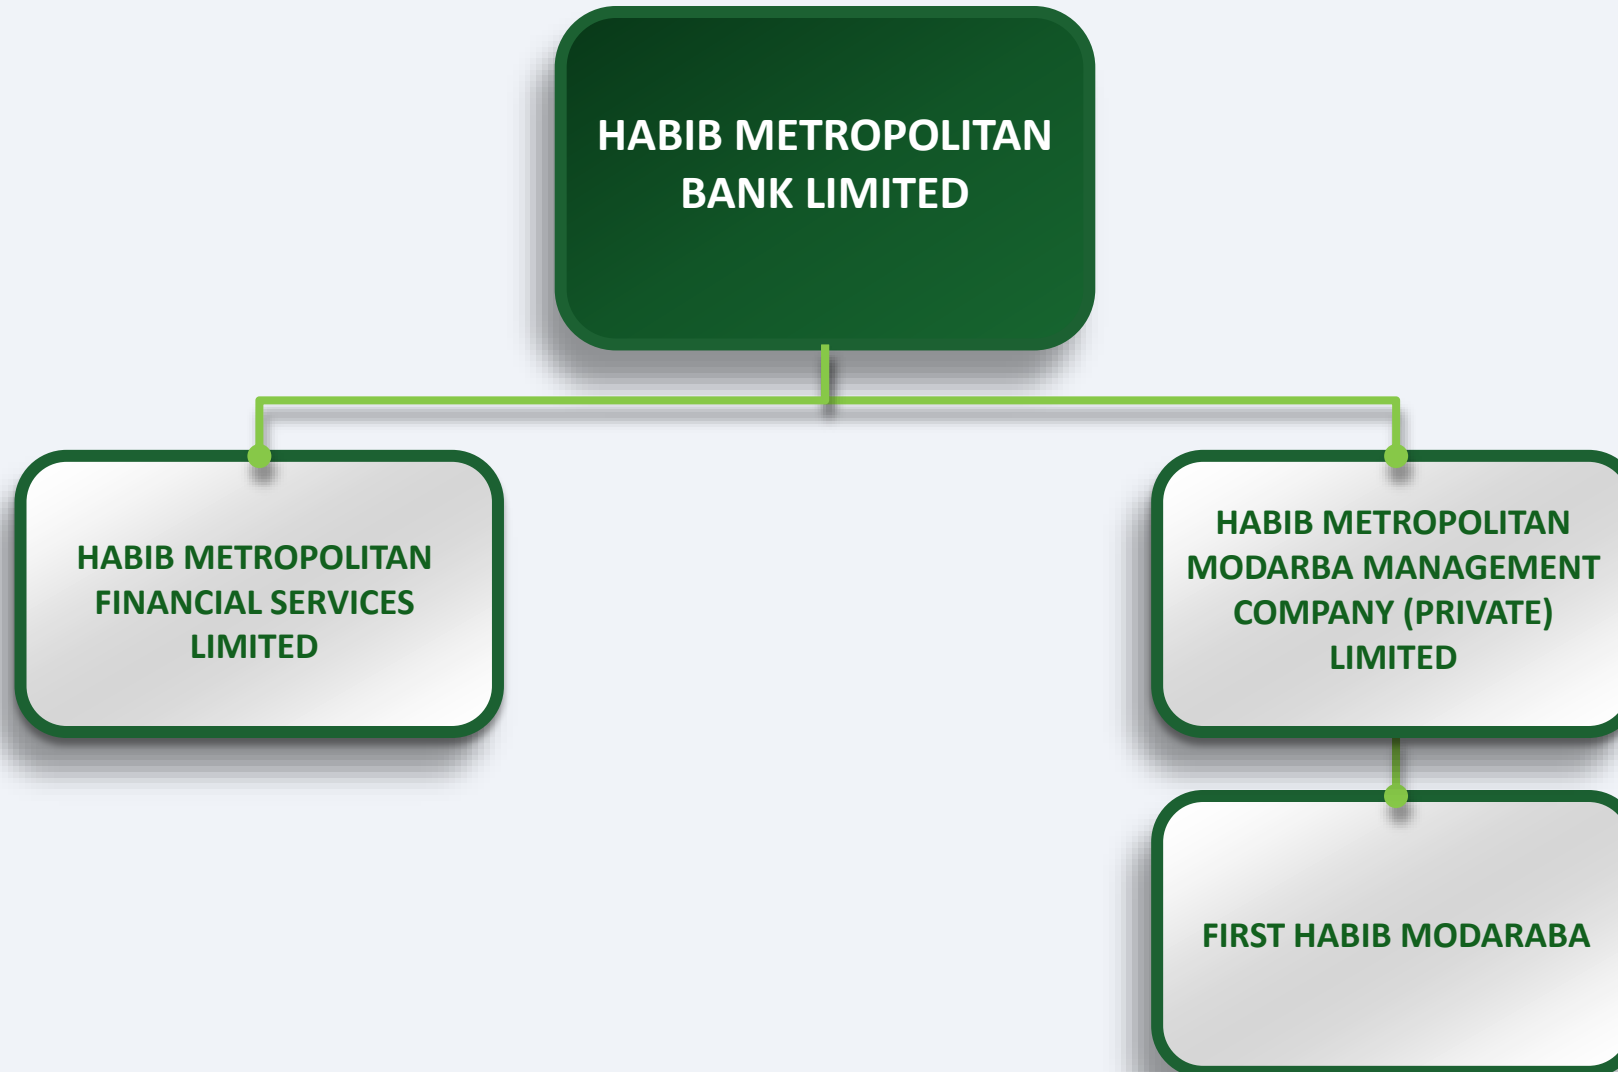 HABIB METROPOLITAN
BANK LIMITED
HABIB METROPOLITAN
FINANCIAL SERVICES
LIMITED
HABIB METROPOLITAN
MODARBA MANAGEMENT
COMPANY (PRIVATE)
LIMITED
FIRST HABIB MODARABA